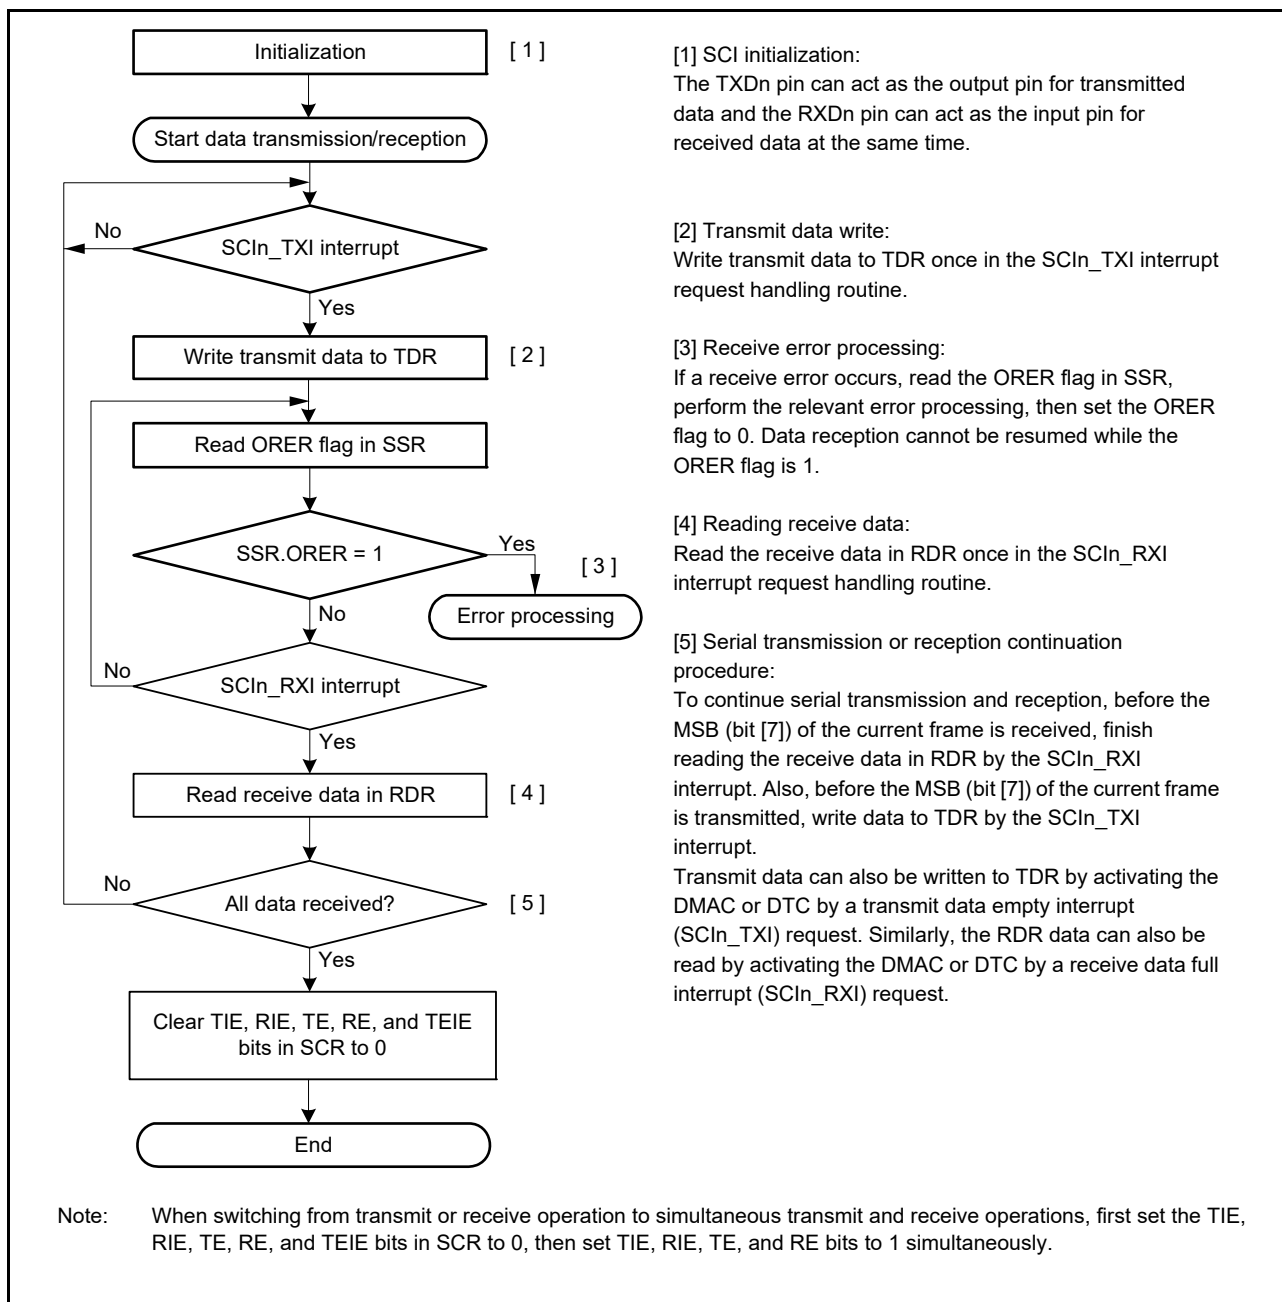 Initialization
[ 1 ]
Start data transmission/reception
No
SCIn_TXI interrupt
Yes
Write transmit data to TDR
[ 2 ]
Read ORER flag in SSR
SSR.ORER = 1
Yes
[ 3 ]
Error processing
No
No
SCIn_RXI interrupt
Yes
Read receive data in RDR
[ 4 ]
No
All data received?
[ 5 ]
Yes
Clear TIE, RIE, TE, RE, and TEIE
bits in SCR to 0
End
[1] SCI initialization:
The TXDn pin can act as the output pin for transmitted
data and the RXDn pin can act as the input pin for
received data at the same time.
[2] Transmit data write:
Write transmit data to TDR once in the SCIn_TXI interrupt
request handling routine.
[3] Receive error processing:
If a receive error occurs, read the ORER flag in SSR,
perform the relevant error processing, then set the ORER
flag to 0. Data reception cannot be resumed while the
ORER flag is 1.
[4] Reading receive data:
Read the receive data in RDR once in the SCIn_RXI
interrupt request handling routine.
[5] Serial transmission or reception continuation
procedure:
To continue serial transmission and reception, before the
MSB (bit [7]) of the current frame is received, finish
reading the receive data in RDR by the SCIn_RXI
interrupt. Also, before the MSB (bit [7]) of the current frame
is transmitted, write data to TDR by the SCIn_TXI
interrupt.
Transmit data can also be written to TDR by activating the
DMAC or DTC by a transmit data empty interrupt
(SCIn_TXI) request. Similarly, the RDR data can also be
read by activating the DMAC or DTC by a receive data full
interrupt (SCIn_RXI) request.
Note: When switching from transmit or receive operation to simultaneous transmit and receive operations, first set the TIE,
RIE, TE, RE, and TEIE bits in SCR to 0, then set TIE, RIE, TE, and RE bits to 1 simultaneously.